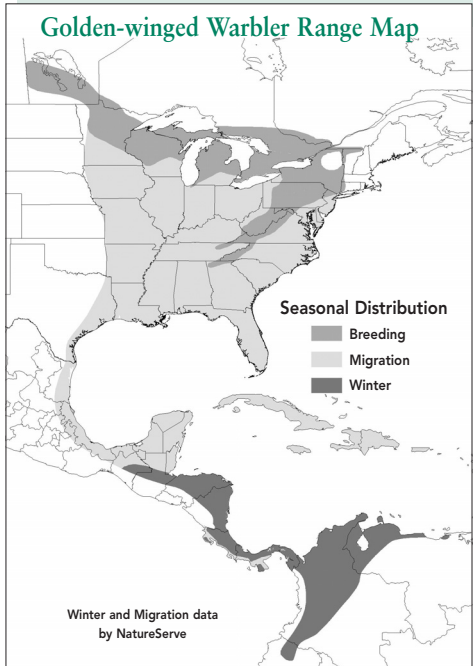 Golden-winged Warbler Range Map
Seasonal Distribution
Breeding
Migration
Winter
Winter and Migration data
by NatureServe